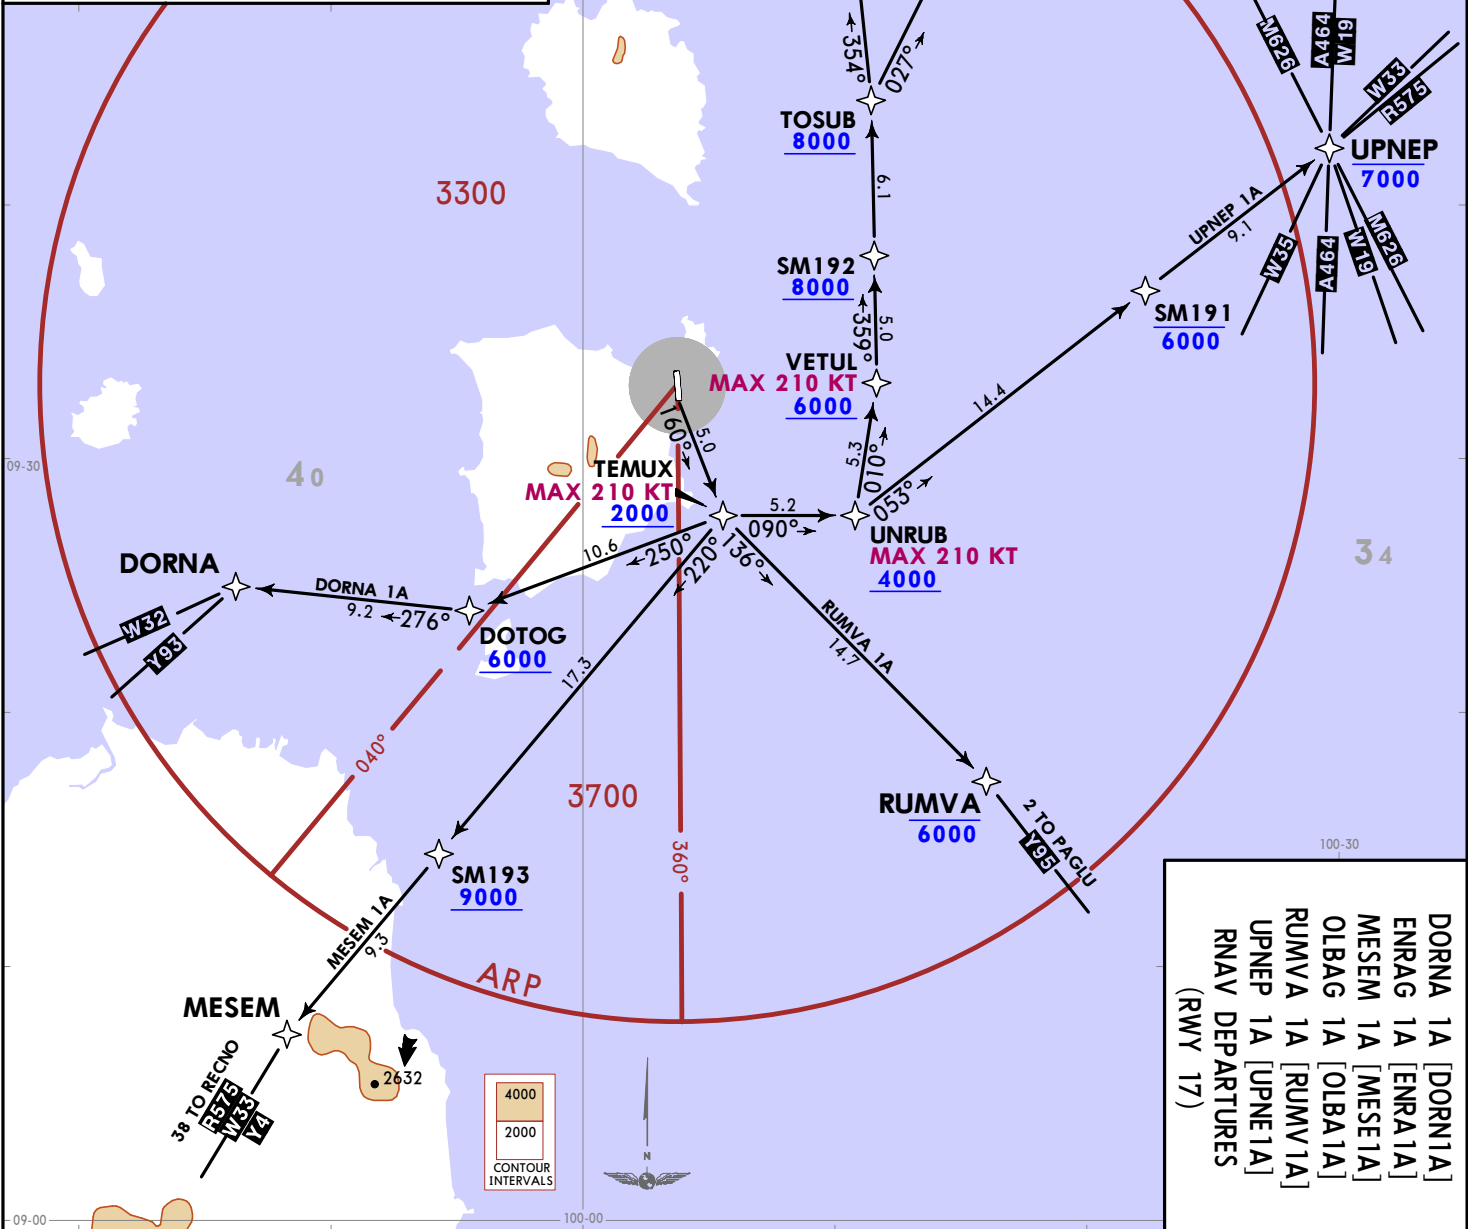 354°
027°
TOSUB
8000
6.1
M626
A464
W19
W33
R575
UPNEP
7000
UPNEP 1A
9.1
W35
A464
W19
M626
3300
SM192
8000
359°
5.0
SM191
6000
VETUL
MAX 210 KT
6000
14.4
160°
5.0
5.3
010°
053°
09-30
40
TEMUX
MAX 210 KT
2000
5.2
090°
UNRUB
MAX 210 KT
4000
34
10.6
250°
220°
136°
DORNA
DORNA 1A
9.2
276°
W32
Y93
DOTOG
6000
17.3
RUMVA 1A
14.7
040°
3700
360°
RUMVA
6000
2 TO PAGLU
Y95
100-30
SM193
9000
MESEM 1A
9.3
ARP
MESEM
2632
38 TO RECNO
R575
W33
Y4
4000
2000
CONTOUR
INTERVALS
N
09-00
100-00
DORNA 1A [DORN1A]
ENRAG 1A [ENRA1A]
MESEM 1A [MESE1A]
OLBAG 1A [OLBA1A]
RUMVA 1A [RUMV1A]
UPNEP 1A [UPNE1A]
RNAV DEPARTURES
(RWY 17)